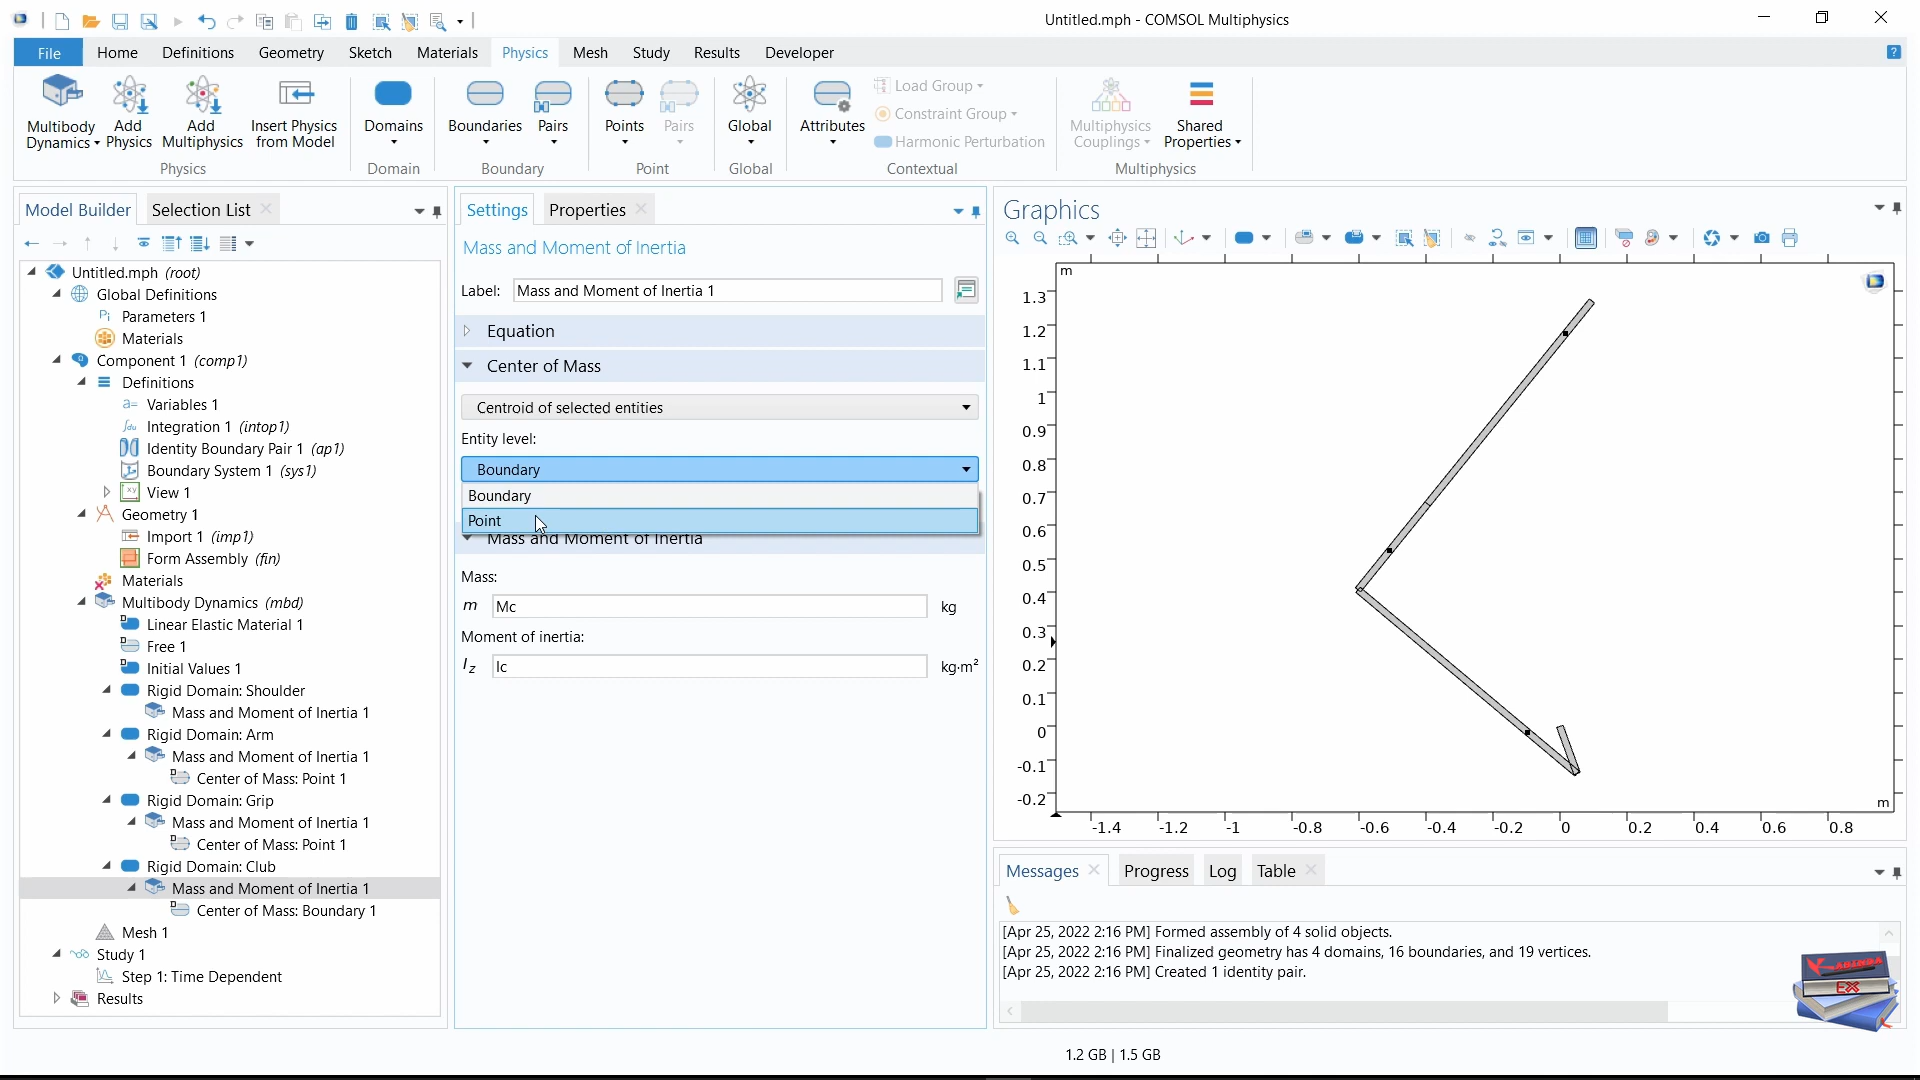 Untitled.mph - COMSOL Multiphysics
File Home Definitions Geometry Sketch Materials Physics Mesh Study Results Developer
Multibody Dynamics
Add Physics
Add Multiphysics
Insert Physics from Model
Physics
Domains
Domain
Boundaries
Pairs
Boundary
Points
Pairs
Point
Global
Global
Attributes
Load Group
Constraint Group
Harmonic Perturbation
Contextual
Multiphysics Couplings
Shared Properties
Multiphysics
Model Builder
Selection List
Untitled.mph (root)
Global Definitions
Pi Parameters 1
Materials
Component 1 (comp1)
Definitions
a= Variables 1
Integration 1 (intop1)
Identity Boundary Pair 1 (ap1)
Boundary System 1 (sys1)
View 1
Geometry 1
Import 1 (imp1)
Form Assembly (fin)
Materials
Multibody Dynamics (mbd)
Linear Elastic Material 1
Free 1
Initial Values 1
Rigid Domain: Shoulder
Mass and Moment of Inertia 1
Rigid Domain: Arm
Mass and Moment of Inertia 1
Center of Mass: Point 1
Rigid Domain: Grip
Mass and Moment of Inertia 1
Center of Mass: Point 1
Rigid Domain: Club
Mass and Moment of Inertia 1
Center of Mass: Boundary 1
Mesh 1
Study 1
Step 1: Time Dependent
Results
Settings
Properties
Mass and Moment of Inertia
Label: Mass and Moment of Inertia 1
Equation
Center of Mass
Centroid of selected entities
Entity level:
Boundary
Boundary
Point
Mass and Moment of Inertia
Mass:
m Mc kg
Moment of inertia:
Iz Ic kg·m²
Graphics
m
1.3
1.2
1.1
1
0.9
0.8
0.7
0.6
0.5
0.4
0.3
0.2
0.1
0
-0.1
-0.2
m
-1.4 -1.2 -1 -0.8 -0.6 -0.4 -0.2 0 0.2 0.4 0.6 0.8
Messages Progress Log Table
[Apr 25, 2022 2:16 PM] Formed assembly of 4 solid objects.
[Apr 25, 2022 2:16 PM] Finalized geometry has 4 domains, 16 boundaries, and 19 vertices.
[Apr 25, 2022 2:16 PM] Created 1 identity pair.
EX
1.2 GB | 1.5 GB